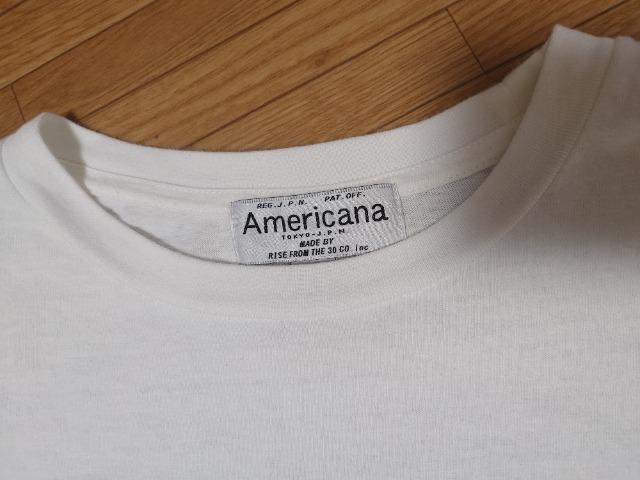 REG.J.P.N. PAT.OFF.
Americana
TOKYO-J.P.N.
MADE BY
RISE FROM THE 30 CO. inc